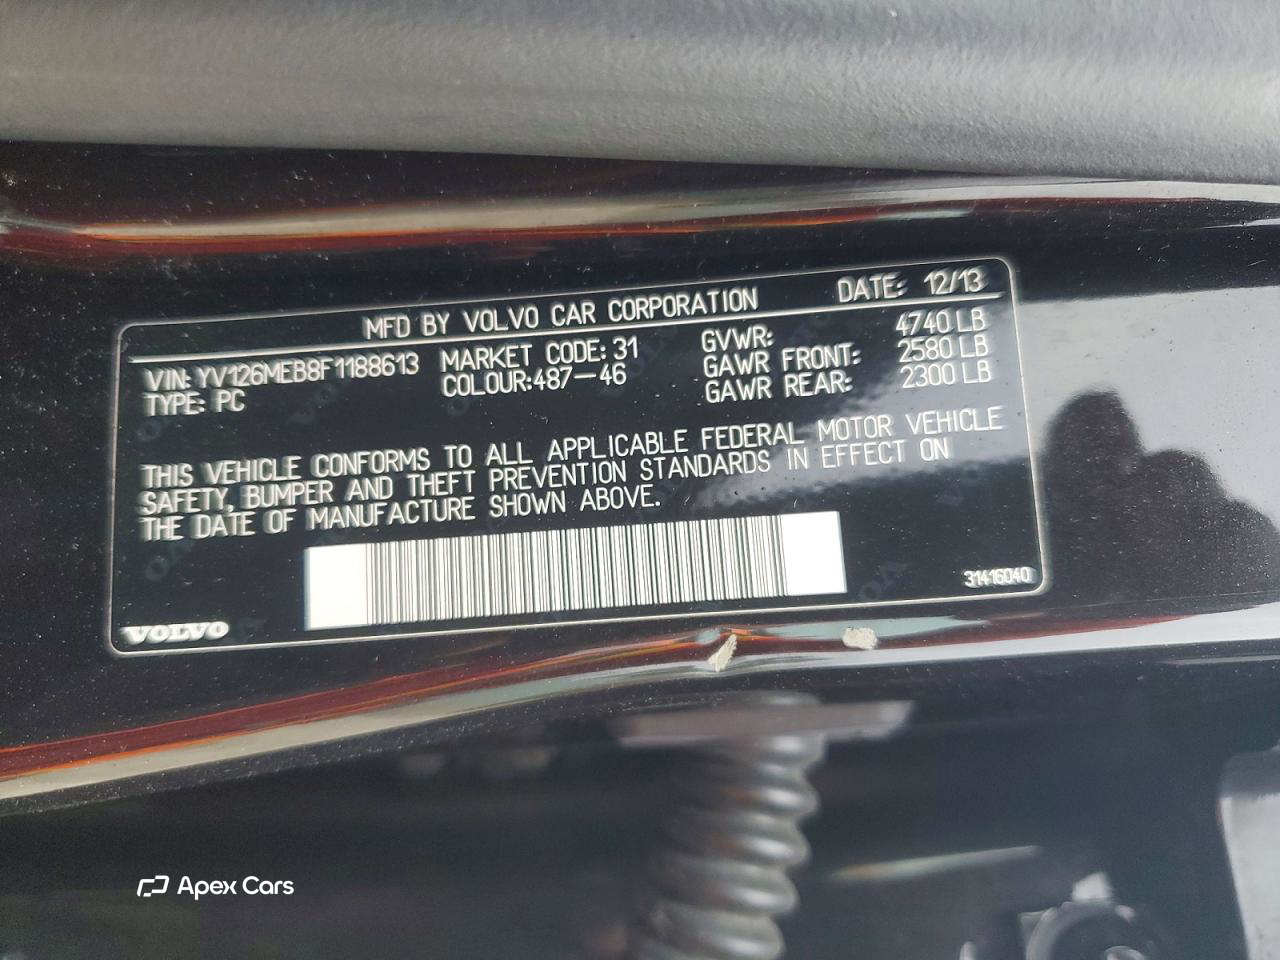 MFD BY VOLVO CAR CORPORATION DATE: 12/13
VIN: YV126MEB8F1188613 MARKET CODE: 31 GVWR: 4740 LB
TYPE: PC COLOUR:487-46 GAWR FRONT: 2580 LB
GAWR REAR: 2300 LB
THIS VEHICLE CONFORMS TO ALL APPLICABLE FEDERAL MOTOR VEHICLE
SAFETY, BUMPER AND THEFT PREVENTION STANDARDS IN EFFECT ON
THE DATE OF MANUFACTURE SHOWN ABOVE.
31416040
VOLVO
Apex Cars